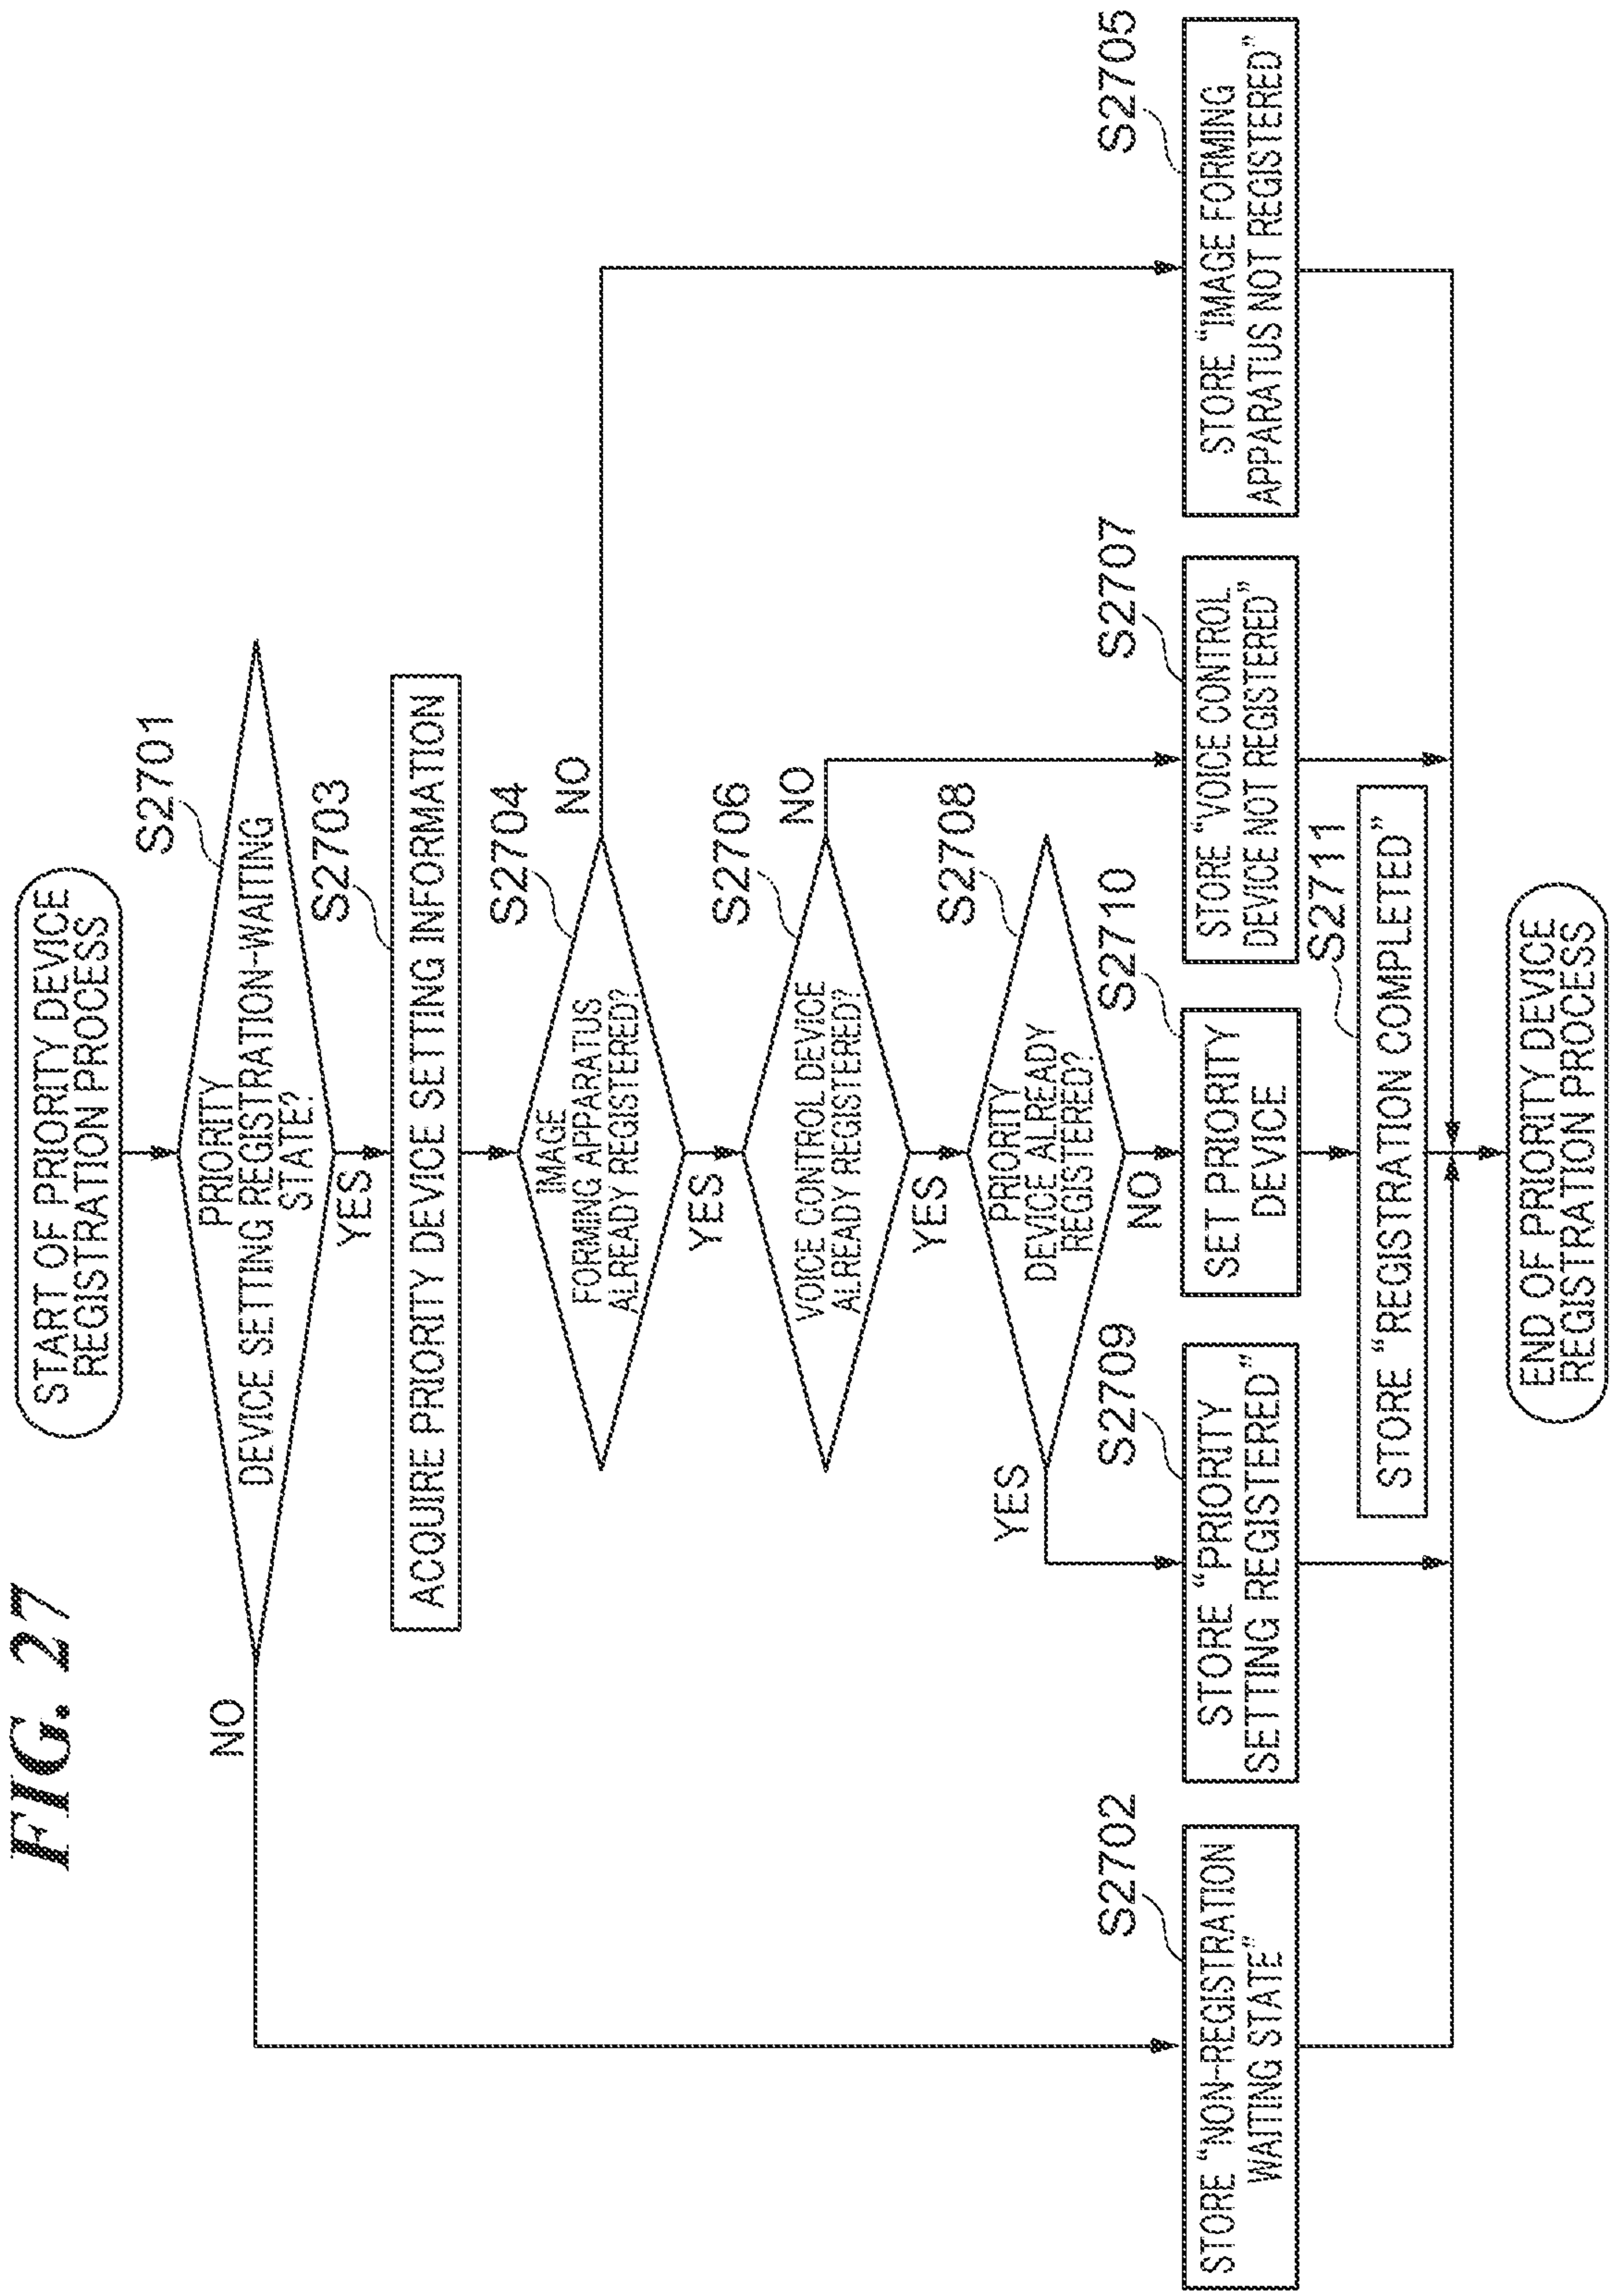 FIG. 27
START OF PRIORITY DEVICE
REGISTRATION PROCESS
S2701
PRIORITY
DEVICE SETTING REGISTRATION-WAITING
STATE?
NO
YES
S2703
ACQUIRE PRIORITY DEVICE SETTING INFORMATION
S2704
IMAGE
FORMING APPARATUS
ALREADY REGISTERED?
NO
YES
S2706
VOICE CONTROL DEVICE
ALREADY REGISTERED?
NO
YES
S2708
PRIORITY
DEVICE ALREADY
REGISTERED?
YES
NO
S2702
STORE "NON-REGISTRATION
WAITING STATE"
S2709
STORE "PRIORITY
SETTING REGISTERED"
S2710
SET PRIORITY
DEVICE
S2707
STORE "VOICE CONTROL
DEVICE NOT REGISTERED"
S2705
STORE "IMAGE FORMING
APPARATUS NOT REGISTERED"
S2711
STORE "REGISTRATION COMPLETED"
END OF PRIORITY DEVICE
REGISTRATION PROCESS